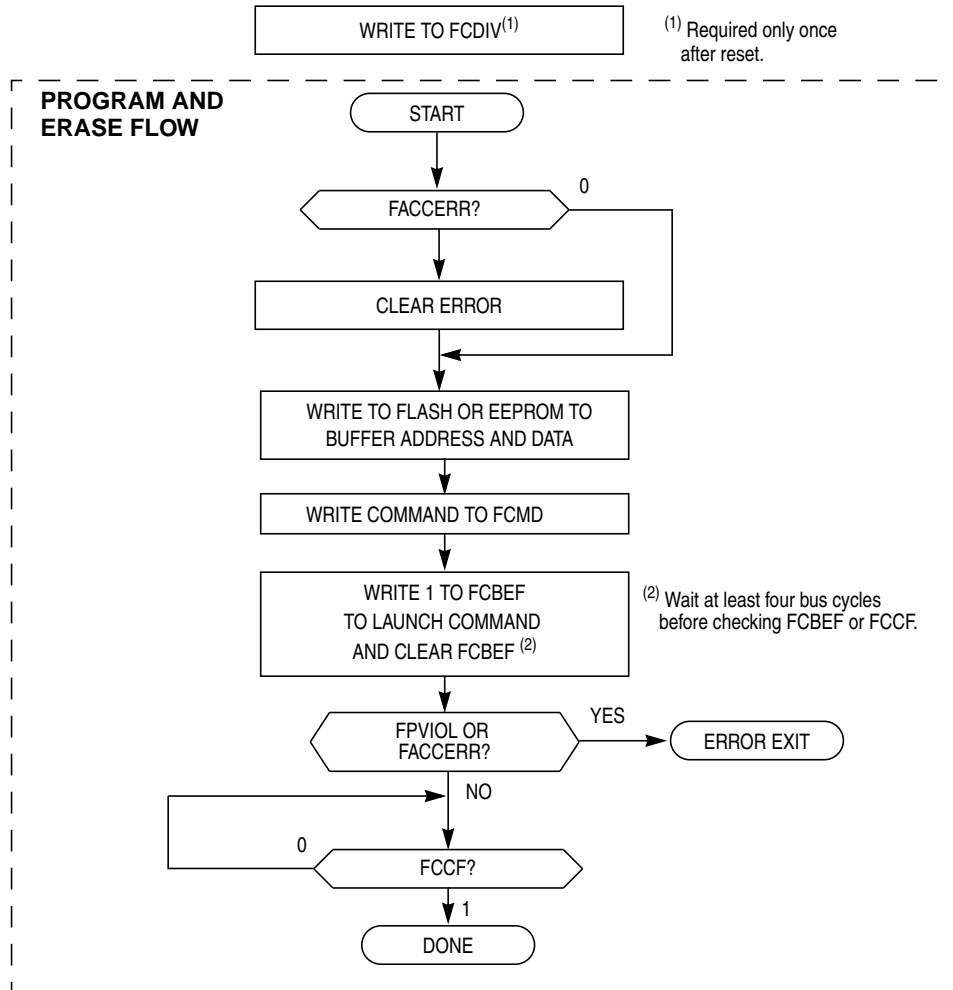 WRITE TO FCDIV(1)
(1) Required only once
after reset.
PROGRAM AND
ERASE FLOW
START
FACCERR?
0
CLEAR ERROR
WRITE TO FLASH OR EEPROM TO
BUFFER ADDRESS AND DATA
WRITE COMMAND TO FCMD
WRITE 1 TO FCBEF
TO LAUNCH COMMAND
AND CLEAR FCBEF (2)
(2) Wait at least four bus cycles
before checking FCBEF or FCCF.
FPVIOL OR
FACCERR?
YES
ERROR EXIT
NO
0
FCCF?
1
DONE